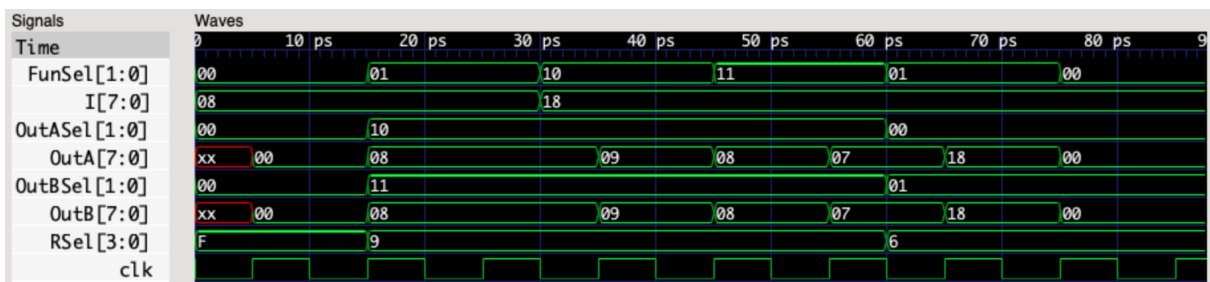 Signals Waves
Time 0 10 ps 20 ps 30 ps 40 ps 50 ps 60 ps 70 ps 80 ps 9
FunSel[1:0] 00 01 10 11 01 00
I[7:0] 08 18
OutASel[1:0] 00 10 00
OutA[7:0] xx 00 08 09 08 07 18 00
OutBSel[1:0] 00 11 01
OutB[7:0] xx 00 08 09 08 07 18 00
RSel[3:0] F 9 6
clk